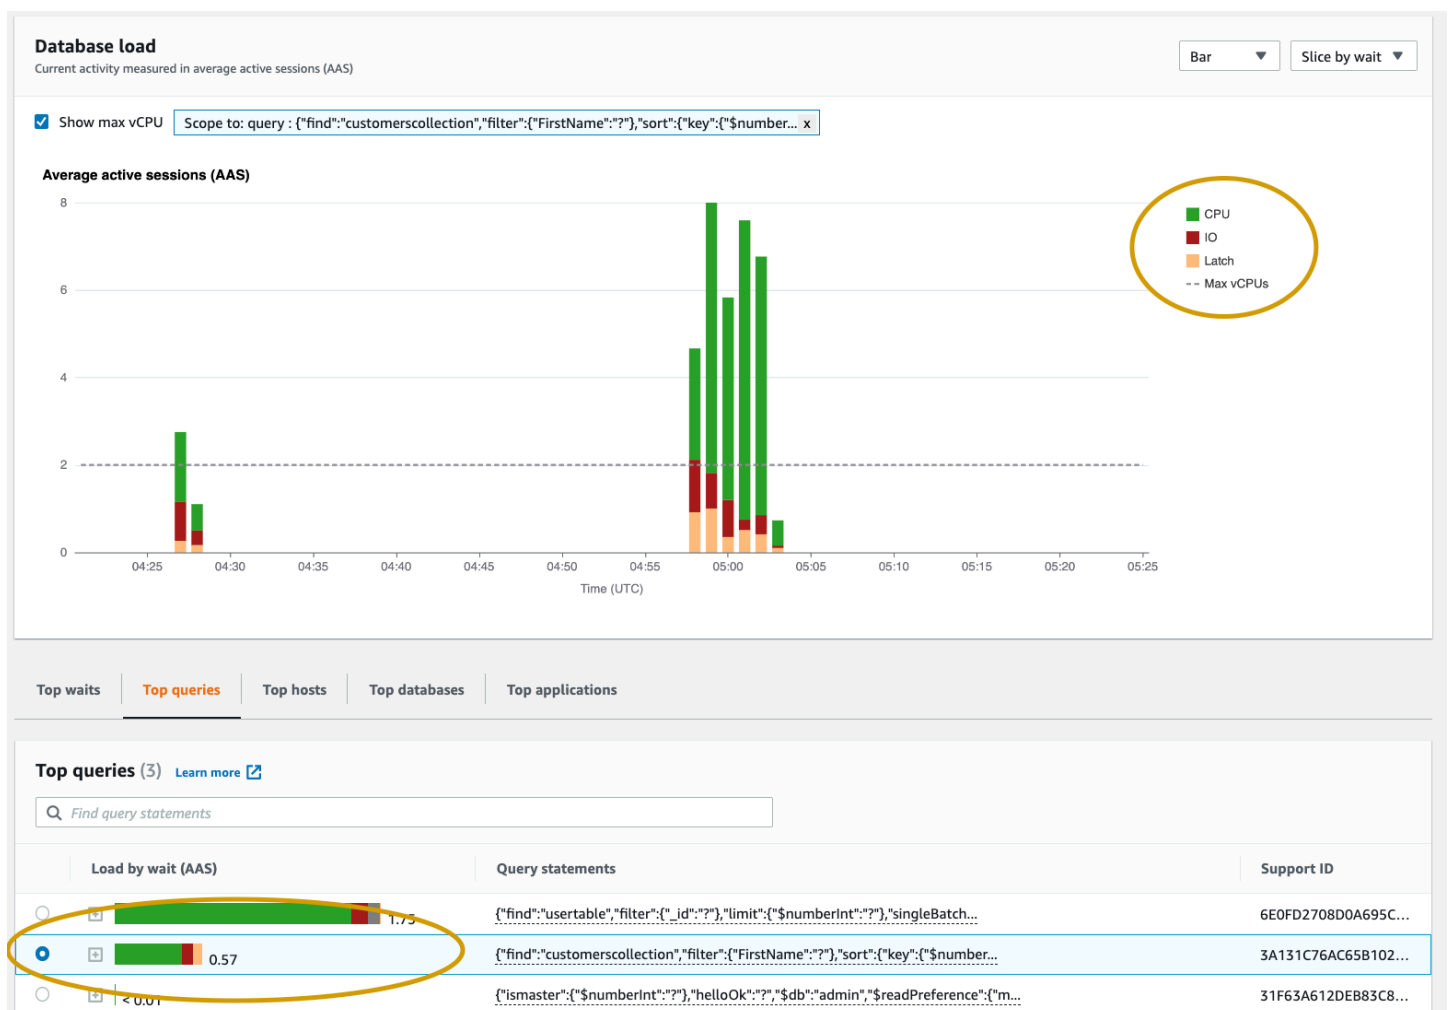 Database load
Current activity measured in average active sessions (AAS)
Bar
Slice by wait
Show max vCPU
Scope to: query : {"find":"customerscollection","filter":{"FirstName":"?"},"sort":{"key":{"$number... x
Average active sessions (AAS)
8
6
4
2
0
CPU
IO
Latch
Max vCPUs
04:25 04:30 04:35 04:40 04:45 04:50 04:55 05:00 05:05 05:10 05:15 05:20 05:25
Time (UTC)
Top waits Top queries Top hosts Top databases Top applications
Top queries (3) Learn more
Find query statements
Load by wait (AAS) Query statements Support ID
1.75 {"find":"usertable","filter":{"_id":"?"},"limit":{"$numberInt":"?"},"singleBatch... 6E0FD2708D0A695C...
0.57 {"find":"customerscollection","filter":{"FirstName":"?"},"sort":{"key":{"$number... 3A131C76AC65B102...
< 0.01 {"ismaster":{"$numberInt":"?"},"helloOk":"?","$db":"admin","$readPreference":{"m... 31F63A612DEB83C8...